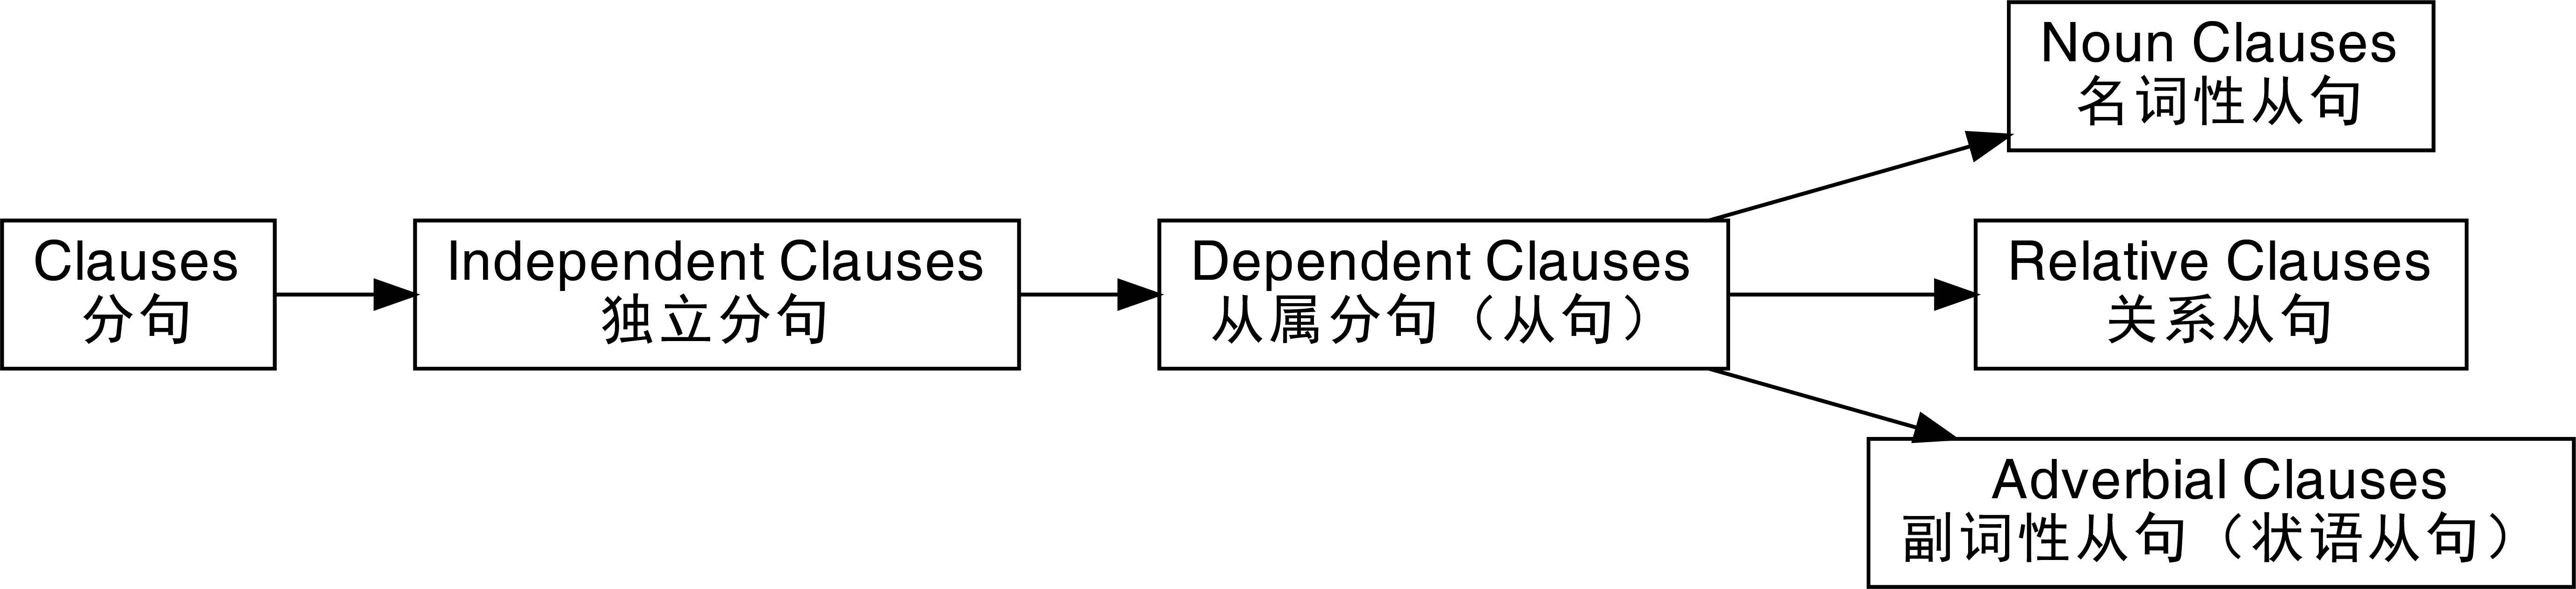 Clauses
分句
Independent Clauses
独立分句
Dependent Clauses
从属分句（从句）
Noun Clauses
名词性从句
Relative Clauses
关系从句
Adverbial Clauses
副词性从句（状语从句）